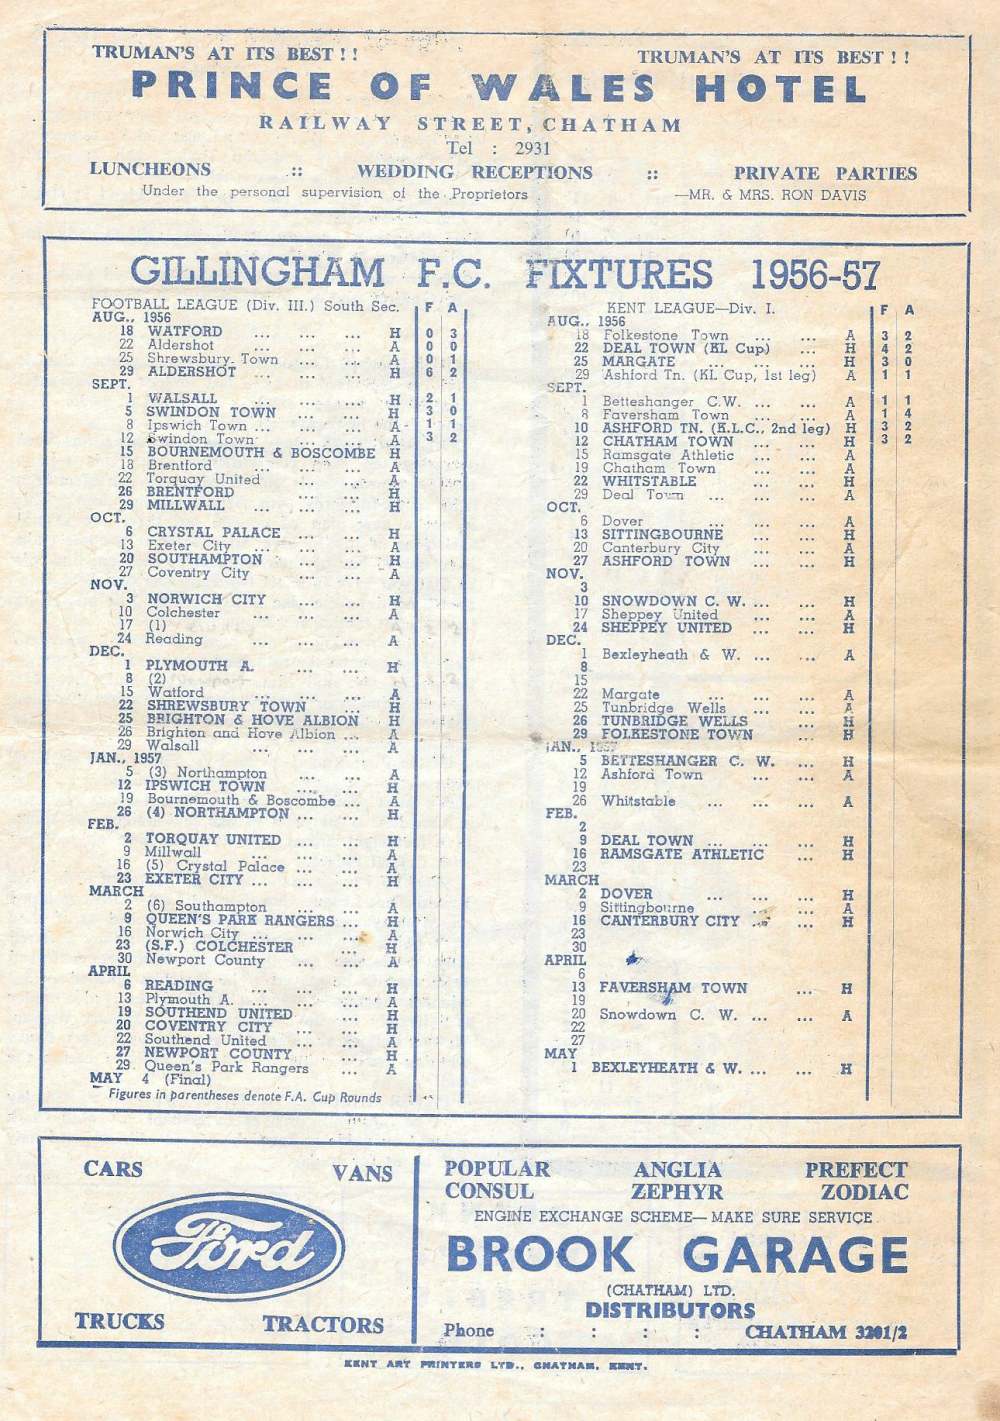 TRUMAN'S AT ITS BEST ! ! TRUMAN'S AT ITS BEST ! !
PRINCE OF WALES HOTEL
RAILWAY STREET, CHATHAM
Tel : 2931
LUNCHEONS :: WEDDING RECEPTIONS :: PRIVATE PARTIES
Under the personal supervision of the Proprietors —MR. & MRS. RON DAVIS
GILLINGHAM F.C. FIXTURES 1956-57
FOOTBALL LEAGUE (Div. III.) South Sec. F A
AUG., 1956
18 WATFORD ... ... H 0 3
22 Aldershot ... ... A 0 0
25 Shrewsbury Town ... A 0 1
29 ALDERSHOT ... ... H 6 2
SEPT.
1 WALSALL ... ... H 2 1
5 SWINDON TOWN ... ... H 3 0
8 Ipswich Town ... ... ... A 1 1
12 Swindon Town ... ... A 3 2
15 BOURNEMOUTH & BOSCOMBE H
18 Brentford ... ... ... A
22 Torquay United ... ... A
26 BRENTFORD ... ... H
29 MILLWALL ... ... ... H
OCT.
6 CRYSTAL PALACE ... ... H
13 Exeter City ... ... ... A
20 SOUTHAMPTON ... ... H
27 Coventry City ... ... A
NOV.
3 NORWICH CITY ... ... H
10 Colchester ... ... ... A
17 (1)
24 Reading ... ... ... A
DEC.
1 PLYMOUTH A. ... ... H
8 (2) Newport
15 Watford ... ... ... A
22 SHREWSBURY TOWN ... H
25 BRIGHTON & HOVE ALBION H
26 Brighton and Hove Albion ... A
29 Walsall ... ... ... A
JAN., 1957
5 (3) Northampton ... ... A
12 IPSWICH TOWN ... ... H
19 Bournemouth & Boscombe ... A
26 (4) NORTHAMPTON ... ... H
FEB.
2 TORQUAY UNITED ... ... H
9 Millwall ... ... ... A
16 (5) Crystal Palace ... ... A
23 EXETER CITY ... ... ... H
MARCH
2 (6) Southampton ... ... A
9 QUEEN'S PARK RANGERS ... H
16 Norwich City ... ... ... A
23 (S.F.) COLCHESTER ... H
30 Newport County ... ... A
APRIL
6 READING ... ... ... H
13 Plymouth A. ... ... ... A
19 SOUTHEND UNITED ... H
20 COVENTRY CITY ... ... H
22 Southend United ... ... A
27 NEWPORT COUNTY ... H
29 Queen's Park Rangers ... A
MAY 4 (Final)
Figures in parentheses denote F.A. Cup Rounds
KENT LEAGUE—Div. I. F A
AUG., 1956
18 Folkestone Town ... ... A 3 2
22 DEAL TOWN (KL Cup) ... H 4 2
25 MARGATE ... ... ... H 3 0
29 Ashford Tn. (KL Cup, 1st leg) A 1 1
SEPT.
1 Betteshanger C.W. ... ... A 1 1
8 Faversham Town ... ... A 1 4
10 ASHFORD TN. (K.L.C., 2nd leg) H 3 2
12 CHATHAM TOWN ... ... H 3 2
15 Ramsgate Athletic ... ... A
19 Chatham Town ... ... A
22 WHITSTABLE ... ... H
29 Deal Town ... ... ... A
OCT.
6 Dover ... ... ... A
13 SITTINGBOURNE ... ... H
20 Canterbury City ... ... A
27 ASHFORD TOWN ... ... H
NOV.
3
10 SNOWDOWN C. W. ... ... H
17 Sheppey United ... ... A
24 SHEPPEY UNITED ... ... H
DEC.
1 Bexleyheath & W. ... ... A
8
15
22 Margate ... ... ... A
25 Tunbridge Wells ... ... A
26 TUNBRIDGE WELLS ... H
29 FOLKESTONE TOWN ... H
JAN., 1957
5 BETTESHANGER C. W. ... H
12 Ashford Town ... ... A
19
26 Whitstable ... ... ... A
FEB.
2
9 DEAL TOWN ... ... ... H
16 RAMSGATE ATHLETIC ... H
23
MARCH
2 DOVER ... ... ... H
9 Sittingbourne ... ... A
16 CANTERBURY CITY ... ... H
23
30
APRIL
6
13 FAVERSHAM TOWN ... H
19
20 Snowdown C. W. ... ... A
22
27
MAY
1 BEXLEYHEATH & W. ... ... H
CARS VANS
Ford
TRUCKS TRACTORS
POPULAR ANGLIA PREFECT
CONSUL ZEPHYR ZODIAC
ENGINE EXCHANGE SCHEME—MAKE SURE SERVICE
BROOK GARAGE
(CHATHAM) LTD.
DISTRIBUTORS
Phone : : : : CHATHAM 3201/2
KENT ART PRINTERS LTD., CHATHAM, KENT.